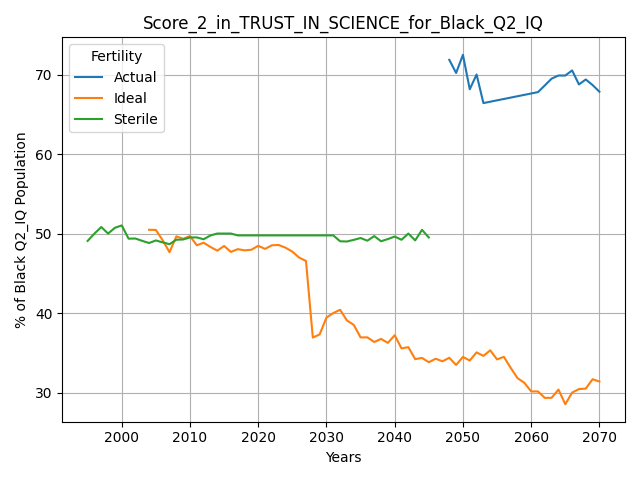 Score_2_in_TRUST_IN_SCIENCE_for_Black_Q2_IQ
Fertility
Actual
Ideal
Sterile
% of Black Q2_IQ Population
70
60
50
40
30
2000 2010 2020 2030 2040 2050 2060 2070
Years